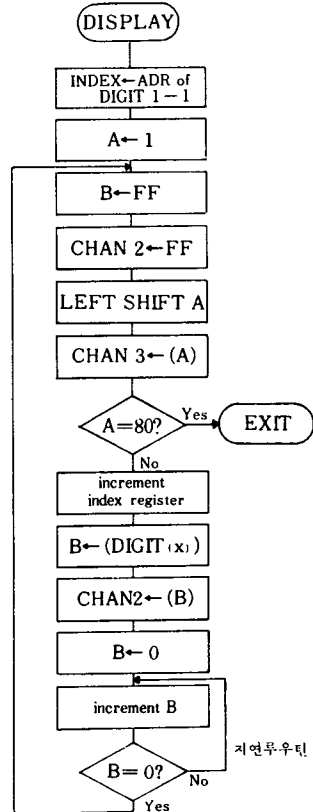 DISPLAY
INDEX←ADR of
DIGIT 1−1
A←1
B←FF
CHAN 2←FF
LEFT SHIFT A
CHAN 3←(A)
A=80?
Yes
EXIT
No
increment
index register
B←(DIGIT(x))
CHAN2←(B)
B←0
increment B
지연루우틴
B=0?
No
Yes